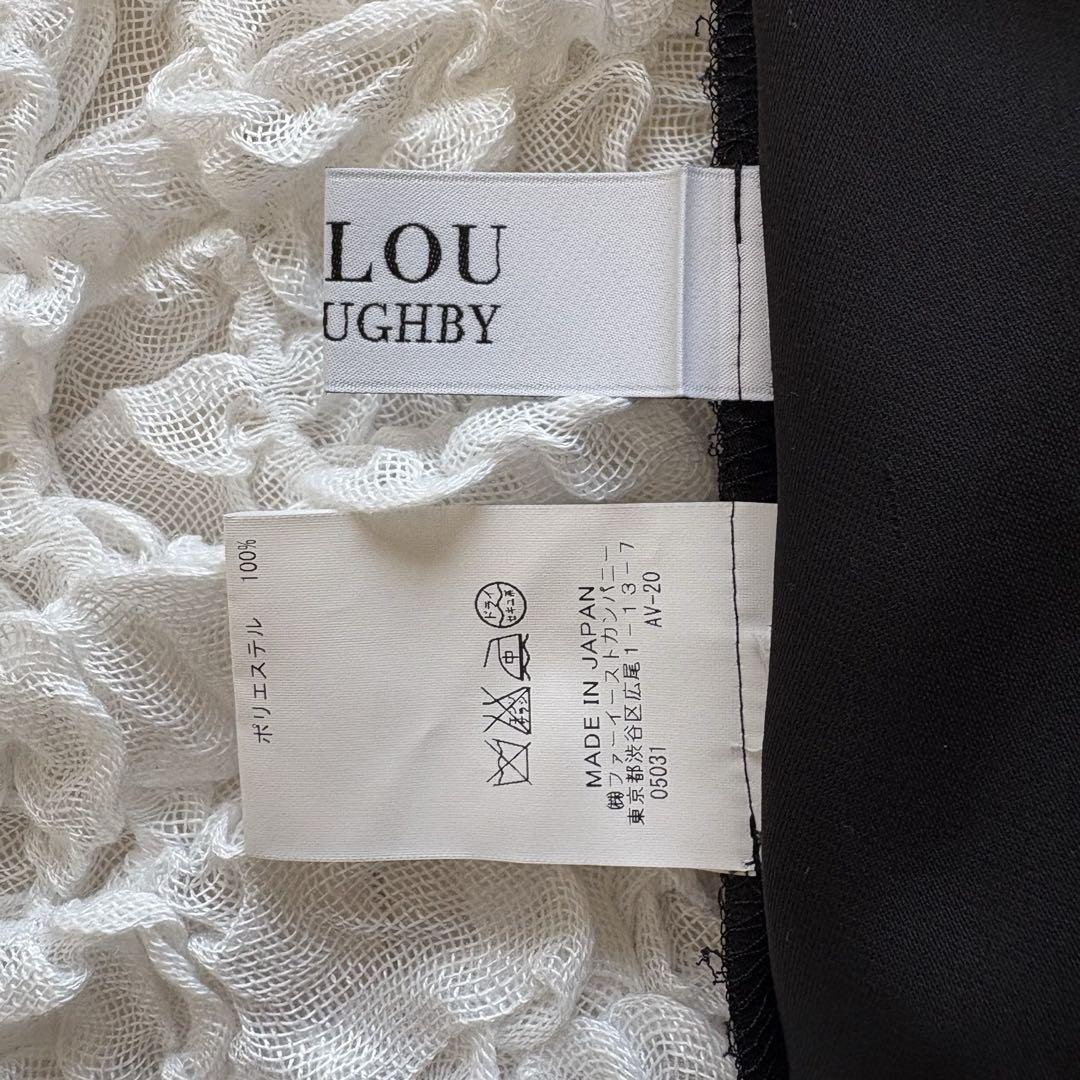 LOU
UGHBY
ポリエステル 100%
中
ドライ
セキユ系
MADE IN JAPAN
㈱ファーイーストカンパニー
東京都渋谷区広尾1-13-7
05031 AV-20